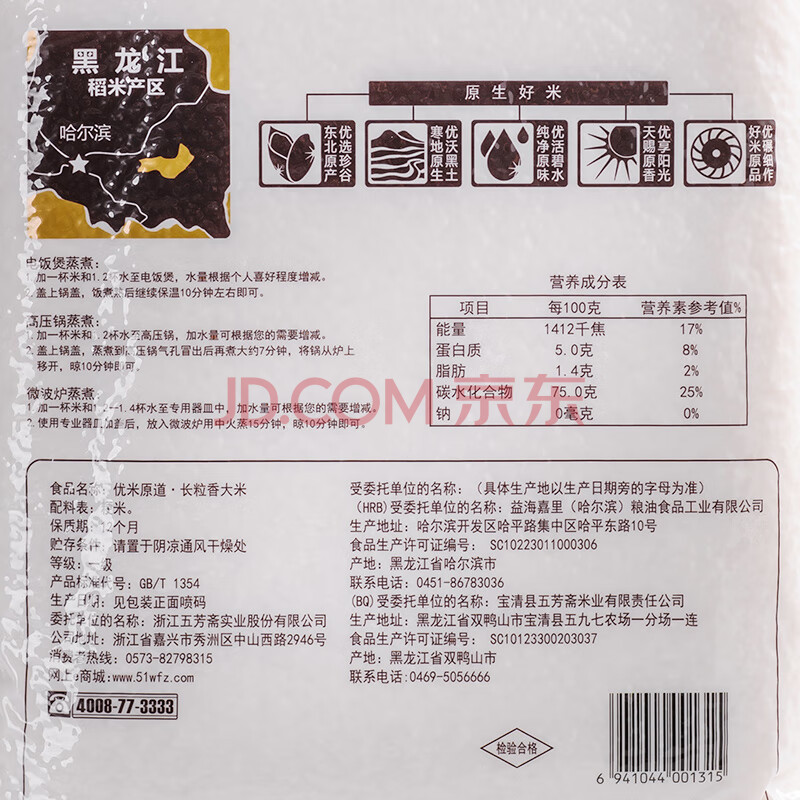 黑龙江
稻米产区
哈尔滨
原生好米
优选珍谷
东北原产
优沃黑土
寒地原生
优活碧水
纯净原味
优享阳光
天赐原香
优碾细作
好米原品
电饭煲蒸煮：
1.加一杯米和1.2杯水至电饭煲，水量根据个人喜好程度增减。
2.盖上锅盖，饭煮熟后继续保温10分钟左右即可。
高压锅蒸煮：
1.加一杯米和1.2杯水至高压锅，加水量可根据您的需要增减。
2.盖上锅盖，蒸煮到高压锅气孔冒出后再煮大约7分钟，将锅从炉上
移开，晾10分钟即可。
微波炉蒸煮：
1.加一杯米和1.2--1.4杯水至专用器皿中，加水量可根据您的需要增减。
2.使用专业器皿加盖后，放入微波炉用中火蒸15分钟，晾10分钟即可。
营养成分表
项目 每100克 营养素参考值%
能量 1412千焦 17%
蛋白质 5.0克 8%
脂肪 1.4克 2%
碳水化合物 75.0克 25%
钠 0毫克 0%
JD.COM 京东
食品名称：优米原道·长粒香大米
配料表：粳米。
保质期：12个月
贮存条件：请置于阴凉通风干燥处
等级：级
产品标准代号：GB/T 1354
生产日期：见包装正面喷码
委托单位的名称：浙江五芳斋实业股份有限公司
公司地址：浙江省嘉兴市秀洲区中山西路2946号
消费者热线：0573-82798315
网上e商城：www.51wfz.com
4008-77-3333
受委托单位的名称：（具体生产地以生产日期旁的字母为准）
（HRB）受委托单位的名称：益海嘉里（哈尔滨）粮油食品工业有限公司
生产地址：哈尔滨开发区哈平路集中区哈平东路10号
食品生产许可证编号：SC10223011000306
产地：黑龙江省哈尔滨市
联系电话：0451-86783036
（BQ）受委托单位的名称：宝清县五芳斋米业有限责任公司
生产地址：黑龙江省双鸭山市宝清县五九七农场一分场一连
食品生产许可证编号：SC10123300203037
产地：黑龙江省双鸭山市
联系电话:0469-5056666
检验合格
6 941044 001315